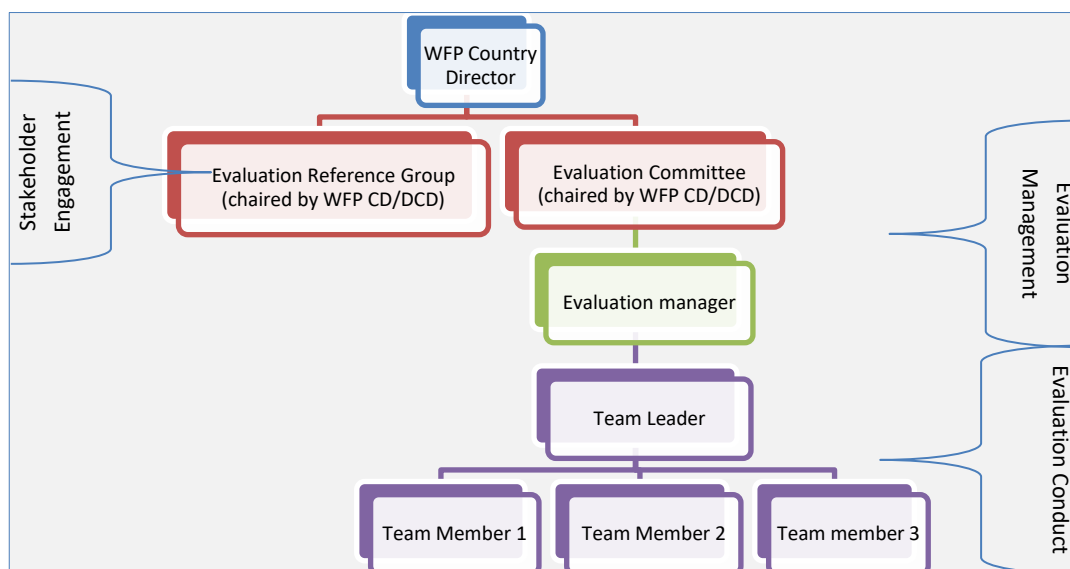 WFP Country
Director
Stakeholder
Engagement
Evaluation Reference Group
(chaired by WFP CD/DCD)
Evaluation Committee
(chaired by WFP CD/DCD)
Evaluation
Management
Evaluation manager
Team Leader
Evaluation Conduct
Team Member 1
Team Member 2
Team member 3